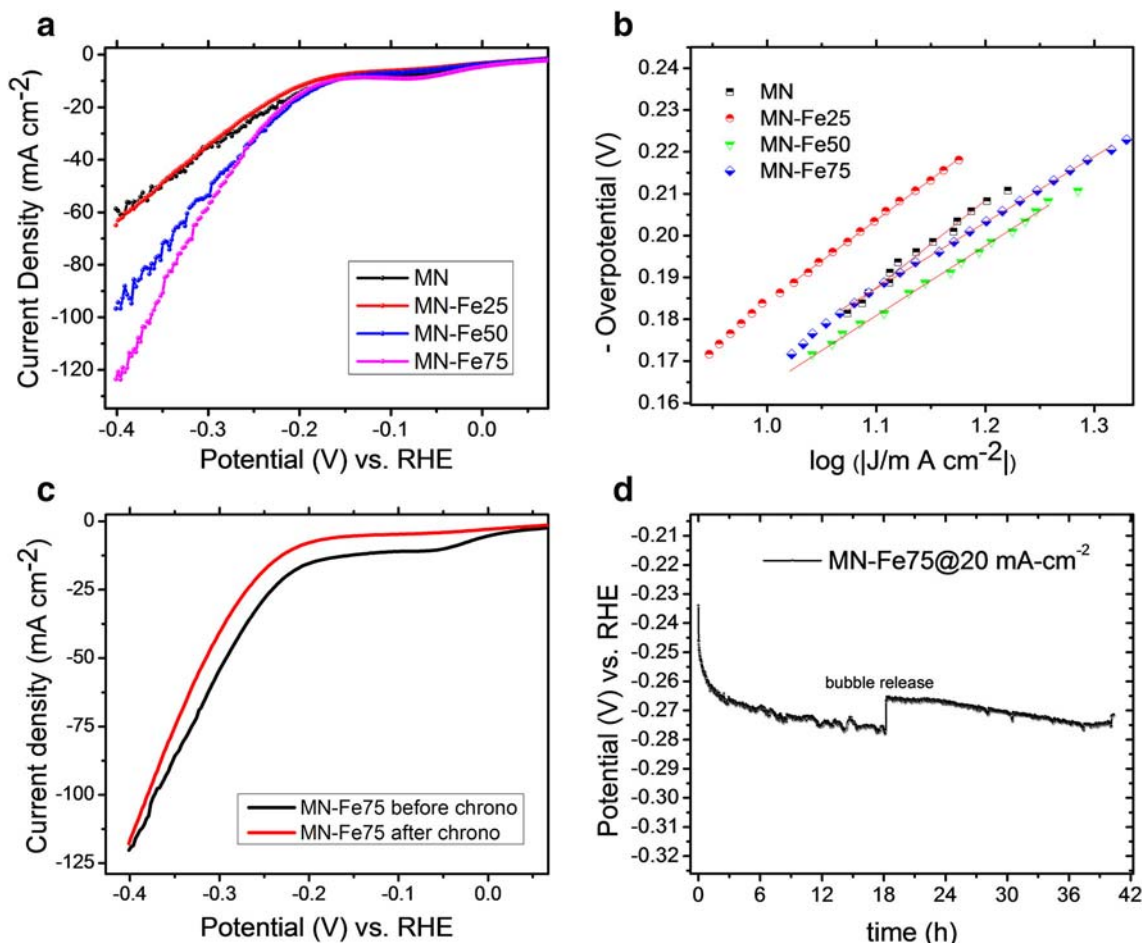 a
0
-20
-40
-60
-80
-100
-120
-0.4 -0.3 -0.2 -0.1 0.0
Current Density (mA cm-2)
Potential (V) vs. RHE
MN
MN-Fe25
MN-Fe50
MN-Fe75
b
0.24
0.23
0.22
0.21
0.20
0.19
0.18
0.17
0.16
1.0 1.1 1.2 1.3
- Overpotential (V)
log (|J/m A cm-2|)
MN
MN-Fe25
MN-Fe50
MN-Fe75
c
0
-25
-50
-75
-100
-125
-0.4 -0.3 -0.2 -0.1 0.0
Current density (mA cm-2)
Potential (V) vs. RHE
MN-Fe75 before chrono
MN-Fe75 after chrono
d
-0.21
-0.22
-0.23
-0.24
-0.25
-0.26
-0.27
-0.28
-0.29
-0.30
-0.31
-0.32
0 6 12 18 24 30 36 42
Potential (V) vs. RHE
time (h)
MN-Fe75@20 mA-cm-2
bubble release